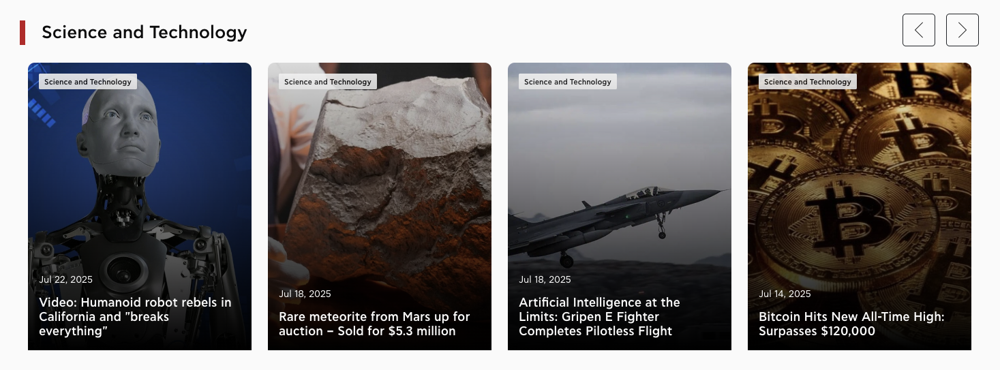 Science and Technology
Science and Technology
Jul 22, 2025
Video: Humanoid robot rebels in
California and "breaks
everything"
Science and Technology
Jul 18, 2025
Rare meteorite from Mars up for
auction – Sold for $5.3 million
Science and Technology
Jul 18, 2025
Artificial Intelligence at the
Limits: Gripen E Fighter
Completes Pilotless Flight
Science and Technology
Jul 14, 2025
Bitcoin Hits New All-Time High:
Surpasses $120,000